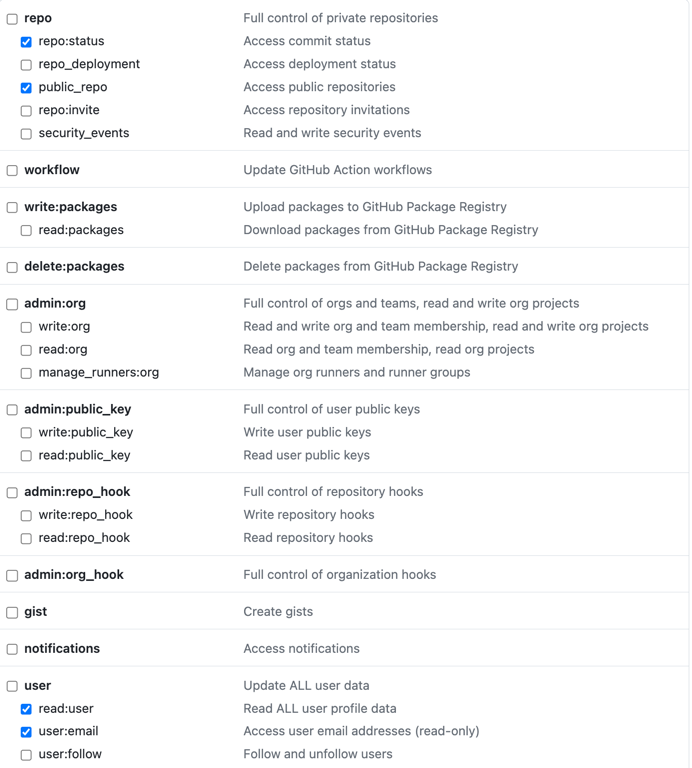 repo Full control of private repositories
repo:status Access commit status
repo_deployment Access deployment status
public_repo Access public repositories
repo:invite Access repository invitations
security_events Read and write security events
workflow Update GitHub Action workflows
write:packages Upload packages to GitHub Package Registry
read:packages Download packages from GitHub Package Registry
delete:packages Delete packages from GitHub Package Registry
admin:org Full control of orgs and teams, read and write org projects
write:org Read and write org and team membership, read and write org projects
read:org Read org and team membership, read org projects
manage_runners:org Manage org runners and runner groups
admin:public_key Full control of user public keys
write:public_key Write user public keys
read:public_key Read user public keys
admin:repo_hook Full control of repository hooks
write:repo_hook Write repository hooks
read:repo_hook Read repository hooks
admin:org_hook Full control of organization hooks
gist Create gists
notifications Access notifications
user Update ALL user data
read:user Read ALL user profile data
user:email Access user email addresses (read-only)
user:follow Follow and unfollow users